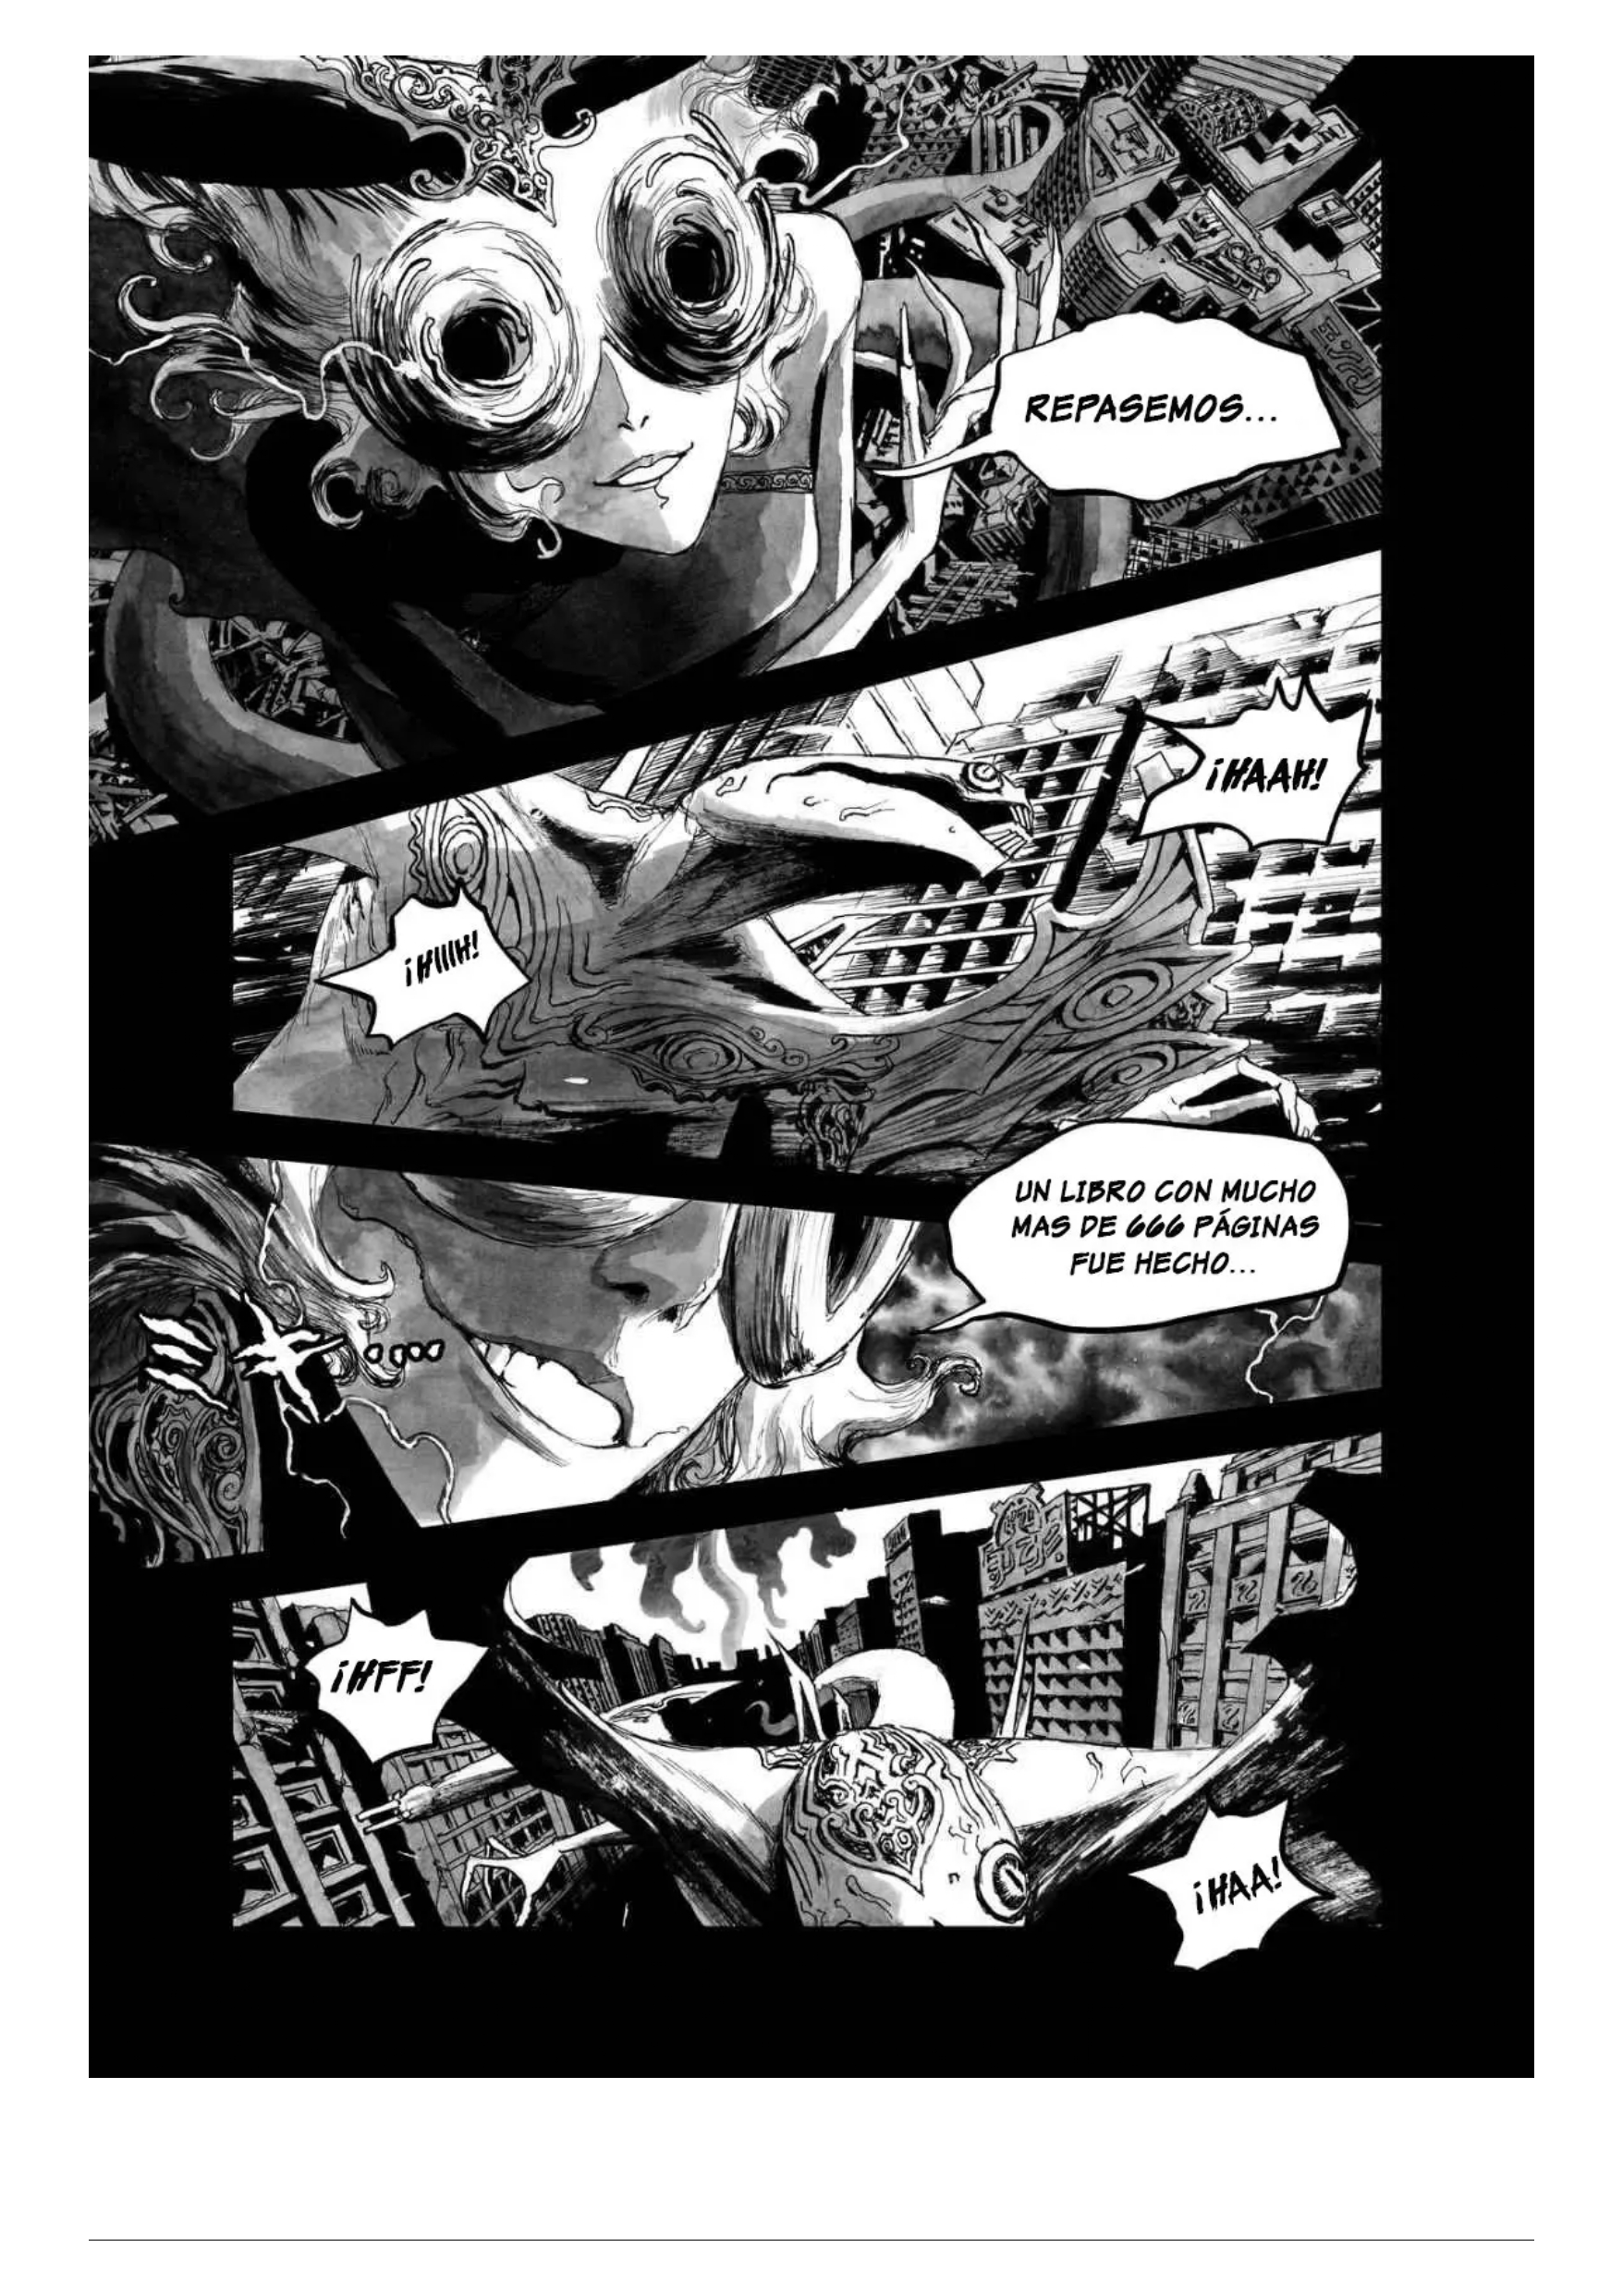 REPASEMOS...
¡HAAH!
¡HIIIH!
UN LIBRO CON MUCHO
MAS DE 666 PÁGINAS
FUE HECHO...
¡HFF!
¡HAA!